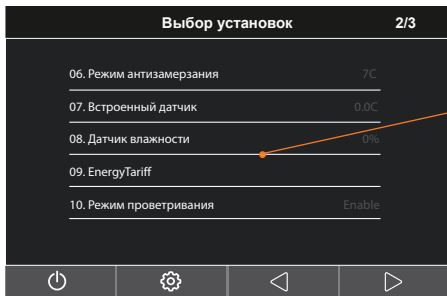 Выбор установок 2/3
06. Режим антизамерзания 7C
07. Встроенный датчик 0.0C
08. Датчик влажности 0%
09. EnergyTariff
10. Режим проветривания Enable